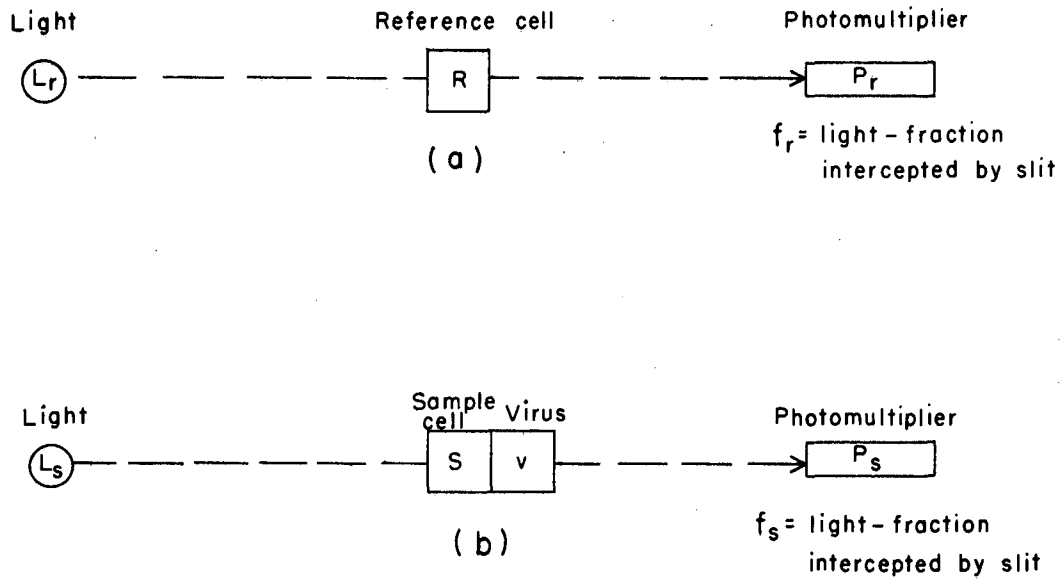 Light
Reference cell
Photomultiplier
Lr
R
Pr
fr = light - fraction
intercepted by slit
(a)
Light
Sample
cell
Virus
Photomultiplier
Ls
S
v
Ps
fs = light - fraction
intercepted by slit
(b)